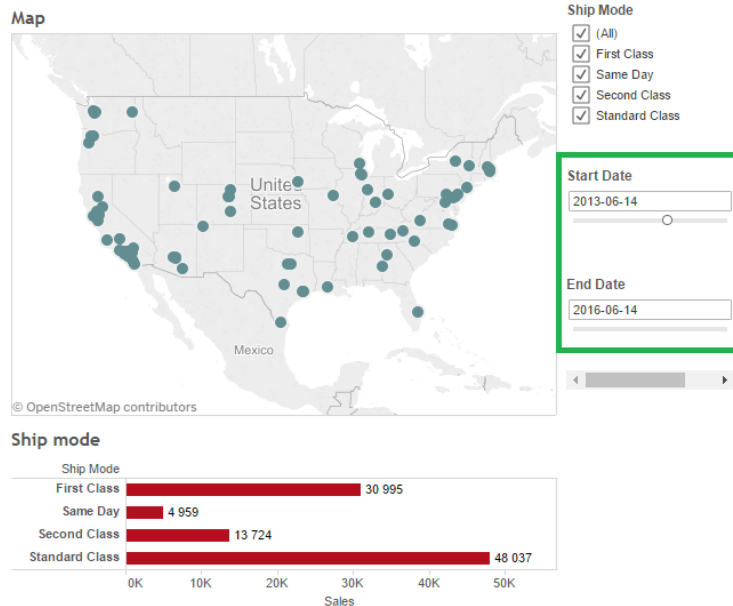 Map
United
States
Mexico
© OpenStreetMap contributors
Ship Mode
(All)
First Class
Same Day
Second Class
Standard Class
Start Date
2013-06-14
End Date
2016-06-14
Ship mode
Ship Mode
First Class
30 995
Same Day
4 959
Second Class
13 724
Standard Class
48 037
0K 10K 20K 30K 40K 50K
Sales